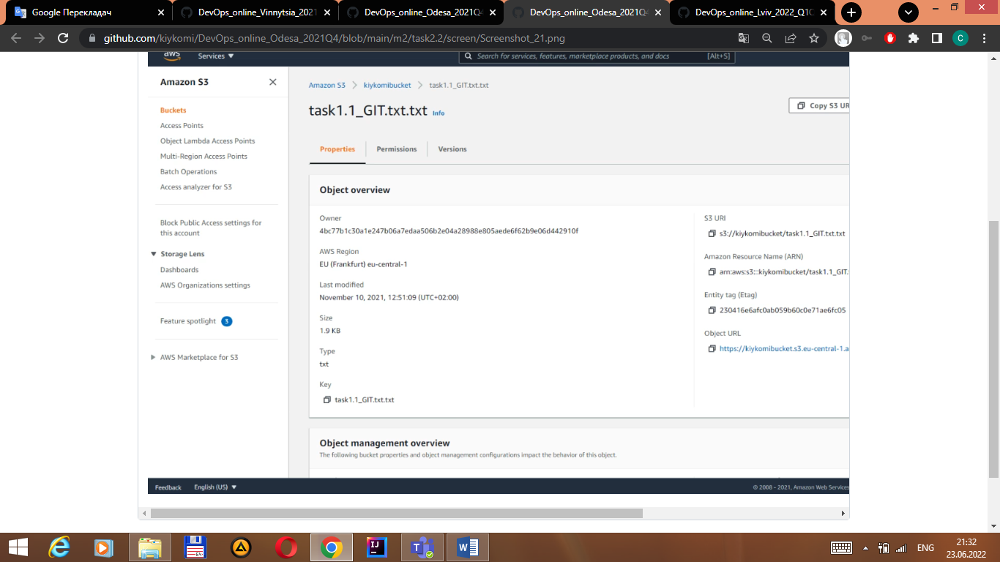 Google Перекладач
DevOps_online_Vinnytsia_2021
DevOps_online_Odesa_2021Q4
DevOps_online_Odesa_2021Q4
DevOps_online_Lviv_2022_Q1
github.com/kiykomi/DevOps_online_Odesa_2021Q4/blob/main/m2/task2.2/screen/Screenshot_21.png
C
aws
Services ▼
Search for services, features, marketplace products, and docs
[Alt+S]
Amazon S3
Buckets
Access Points
Object Lambda Access Points
Multi-Region Access Points
Batch Operations
Access analyzer for S3
Block Public Access settings for
this account
Storage Lens
Dashboards
AWS Organizations settings
Feature spotlight 3
AWS Marketplace for S3
Amazon S3 > kiykomibucket > task1.1_GIT.txt.txt
task1.1_GIT.txt.txt Info
Copy S3 UR
Properties
Permissions
Versions
Object overview
Owner
4bc77b1c30a1e247b06a7edaa506b2e04a28988e805aede6f62b9e06d442910f
AWS Region
EU (Frankfurt) eu-central-1
Last modified
November 10, 2021, 12:51:09 (UTC+02:00)
Size
1.9 KB
Type
txt
Key
task1.1_GIT.txt.txt
S3 URI
s3://kiykomibucket/task1.1_GIT.txt.txt
Amazon Resource Name (ARN)
arn:aws:s3:::kiykomibucket/task1.1_GIT.
Entity tag (Etag)
230416e6afc0ab059b60c0e71ae6fc05
Object URL
https://kiykomibucket.s3.eu-central-1.a
Object management overview
The following bucket properties and object management configurations impact the behavior of this object.
Feedback
English (US) ▼
© 2008 - 2021, Amazon Web Services
ENG
21:32
23.06.2022